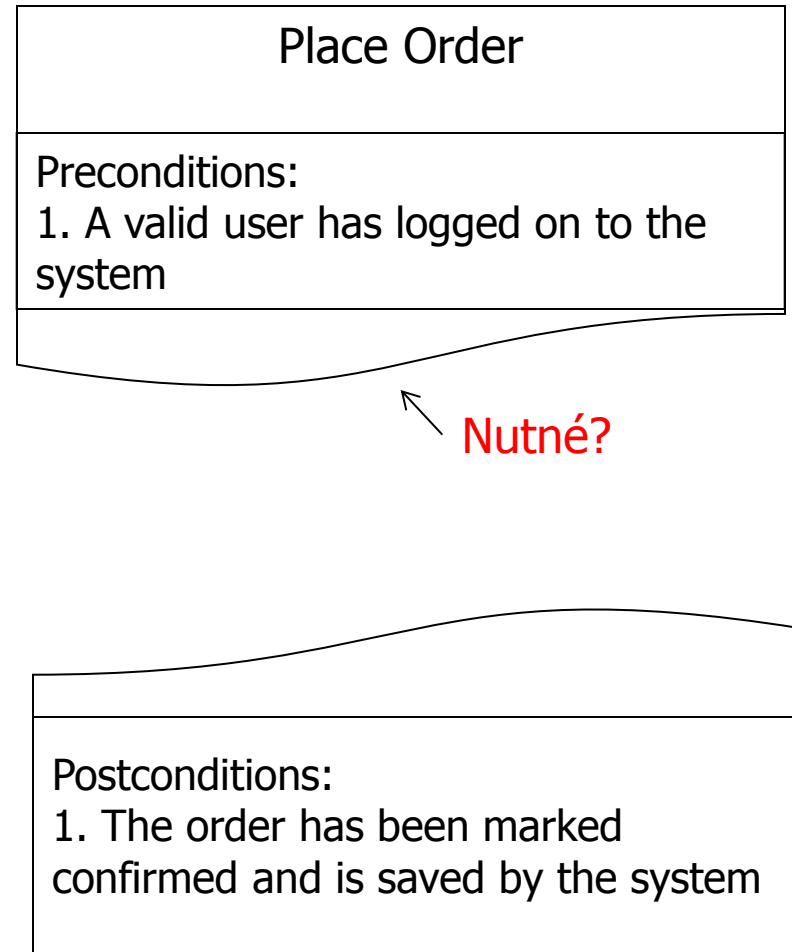 Place Order
Preconditions:
1. A valid user has logged on to the
system
Nutné?
Postconditions:
1. The order has been marked
confirmed and is saved by the system